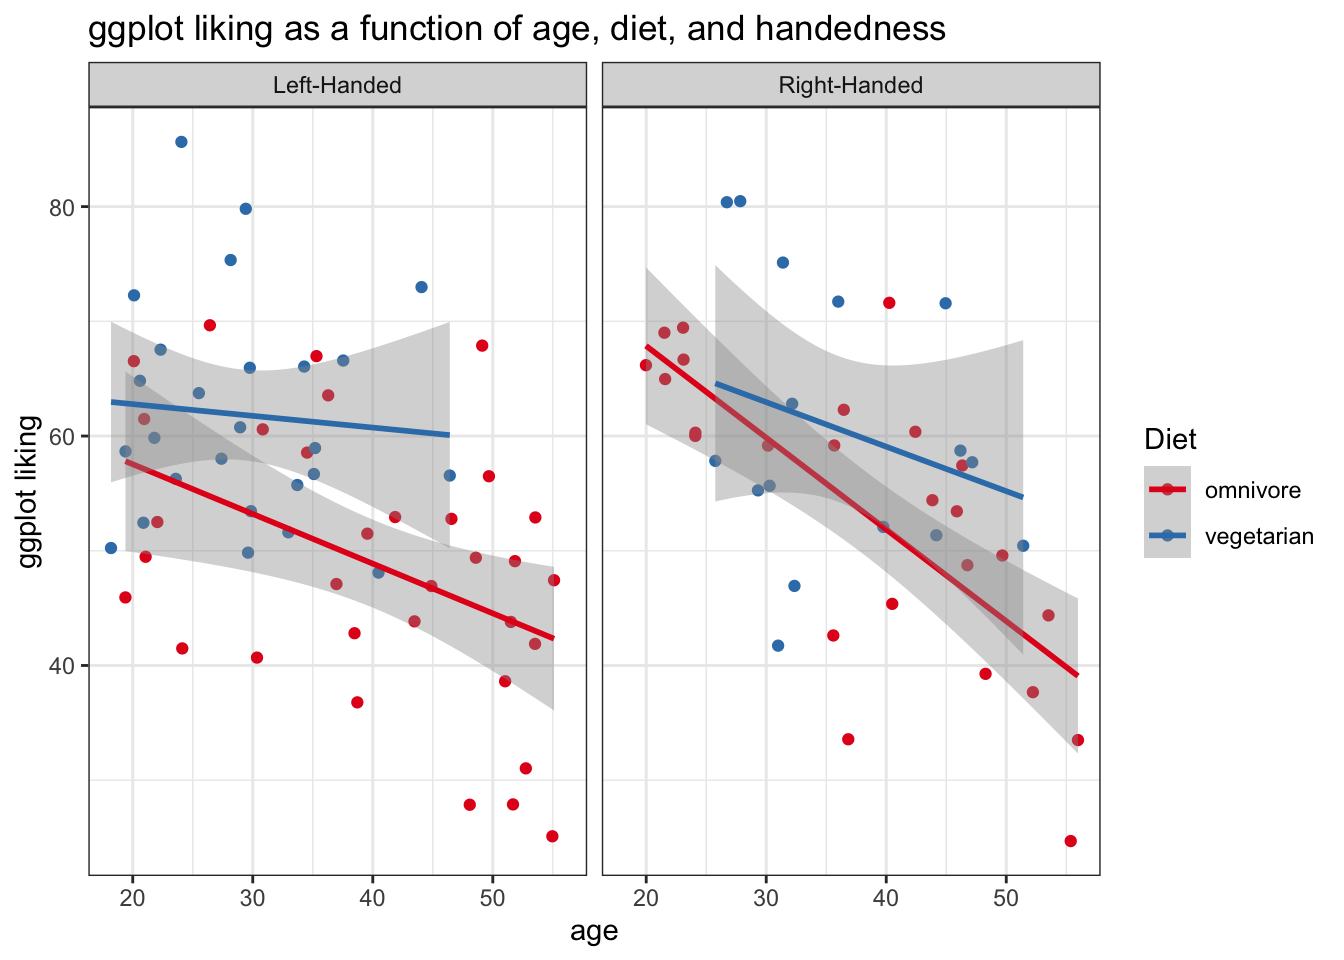 ggplot liking as a function of age, diet, and handedness
Left-Handed
Right-Handed
80
60
40
ggplot liking
20 30 40 50
20 30 40 50
age
Diet
omnivore
vegetarian